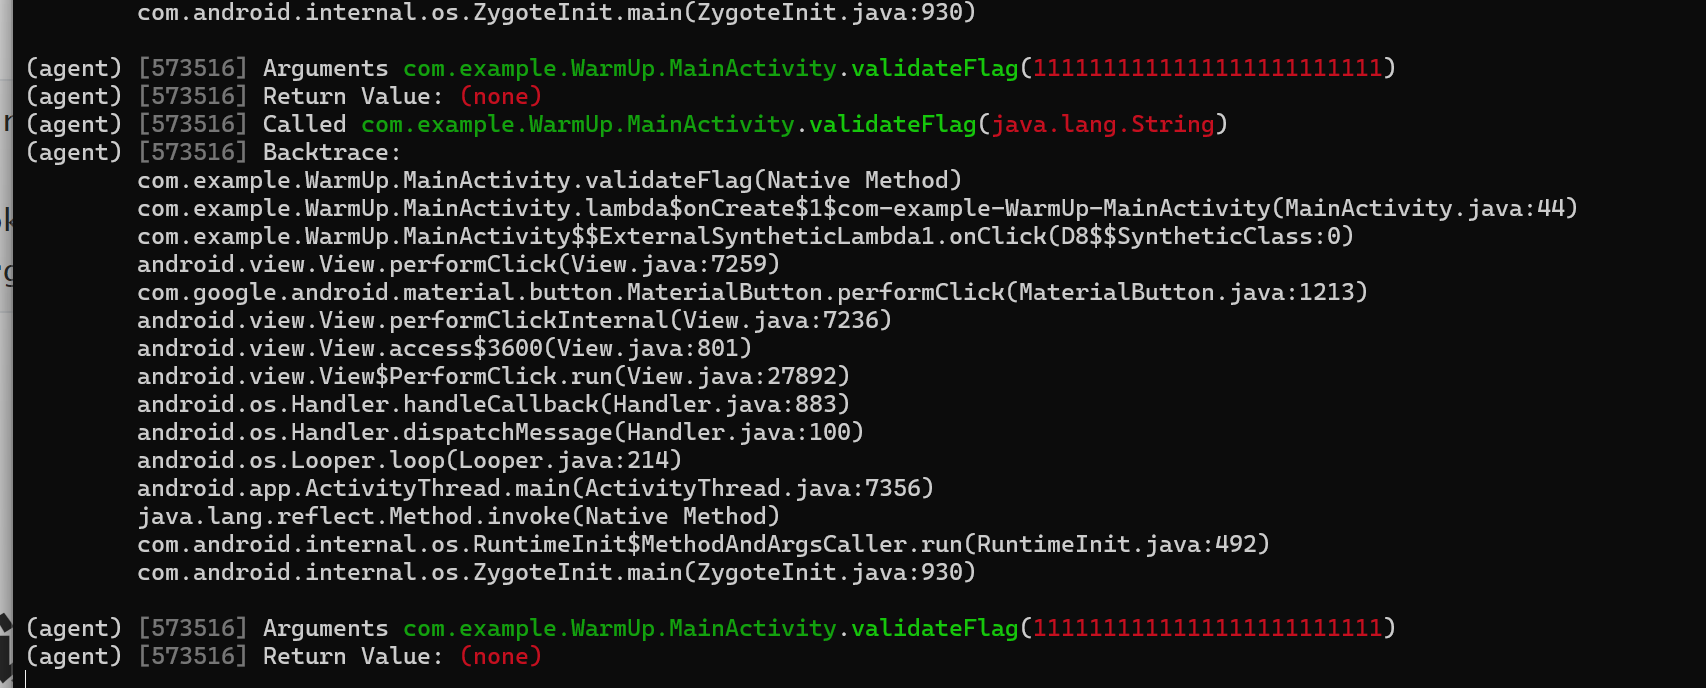 com.android.internal.os.ZygoteInit.main(ZygoteInit.java:930)
(agent) [573516] Arguments com.example.WarmUp.MainActivity.validateFlag(1111111111111111111111111)
(agent) [573516] Return Value: (none)
(agent) [573516] Called com.example.WarmUp.MainActivity.validateFlag(java.lang.String)
(agent) [573516] Backtrace:
com.example.WarmUp.MainActivity.validateFlag(Native Method)
com.example.WarmUp.MainActivity.lambda$onCreate$1$com-example-WarmUp-MainActivity(MainActivity.java:44)
com.example.WarmUp.MainActivity$$ExternalSyntheticLambda1.onClick(D8$$SyntheticClass:0)
android.view.View.performClick(View.java:7259)
com.google.android.material.button.MaterialButton.performClick(MaterialButton.java:1213)
android.view.View.performClickInternal(View.java:7236)
android.view.View.access$3600(View.java:801)
android.view.View$PerformClick.run(View.java:27892)
android.os.Handler.handleCallback(Handler.java:883)
android.os.Handler.dispatchMessage(Handler.java:100)
android.os.Looper.loop(Looper.java:214)
android.app.ActivityThread.main(ActivityThread.java:7356)
java.lang.reflect.Method.invoke(Native Method)
com.android.internal.os.RuntimeInit$MethodAndArgsCaller.run(RuntimeInit.java:492)
com.android.internal.os.ZygoteInit.main(ZygoteInit.java:930)
(agent) [573516] Arguments com.example.WarmUp.MainActivity.validateFlag(1111111111111111111111111)
(agent) [573516] Return Value: (none)